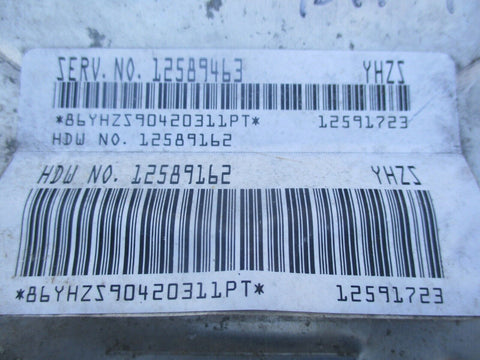 SERV. NO. 12589463 YHZS
*86YHZS90420311PT* 12591723
HDW NO. 12589162
HDW NO. 12589162 YHZS
*86YHZS90420311PT* 12591723